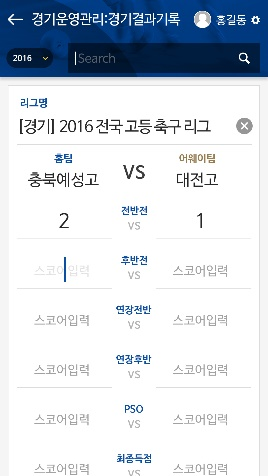 경기운영관리:경기결과기록 홍길동
2016 Search
리그명
[경기] 2016 전국 고등 축구 리그
홈팀 VS 어웨이팀
충북예성고 대전고
2 전반전 VS 1
스코어입력 후반전 VS 스코어입력
스코어입력 연장전반 VS 스코어입력
스코어입력 연장후반 VS 스코어입력
스코어입력 PSO VS 스코어입력
스코어입력 최종득점 VS 스코어입력